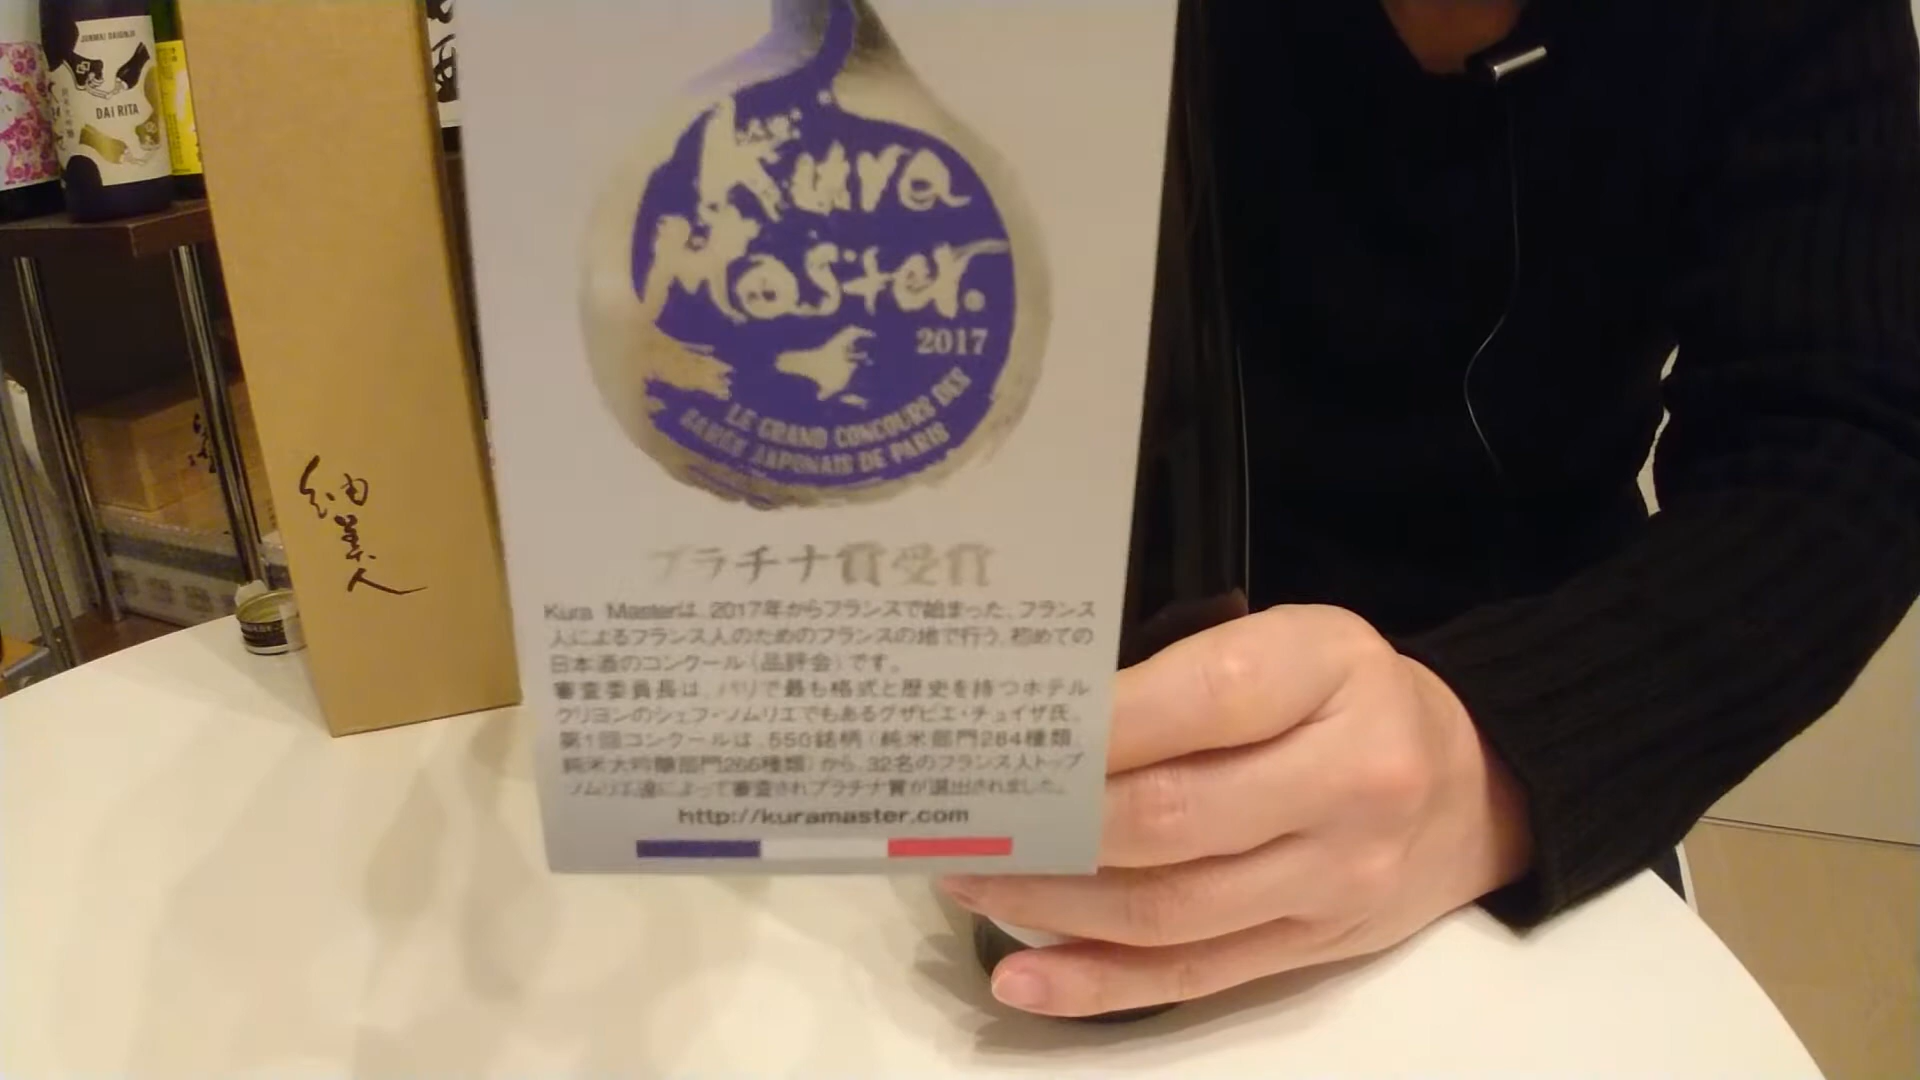 JUNMAI DAIGINJO
DAI RITA
紬美人
Kura
Master.
2017
LE GRAND CONCOURS DES
SAKES JAPONAIS DE PARIS
プラチナ賞受賞
Kura Masterは、2017年からフランスで始まった、フランス
人によるフランス人のためのフランスの地で行う、初めての
日本酒のコンクール（品評会）です。
審査委員長は、パリで最も格式と歴史を持つホテル
クリヨンのシェフ・ソムリエでもあるグザビエ・チュイザ氏。
第1回コンクールは、550銘柄（純米部門284種類、
純米大吟醸部門266種類）から、32名のフランス人トップ
ソムリエ達によって審査されプラチナ賞が選出されました。
http://kuramaster.com